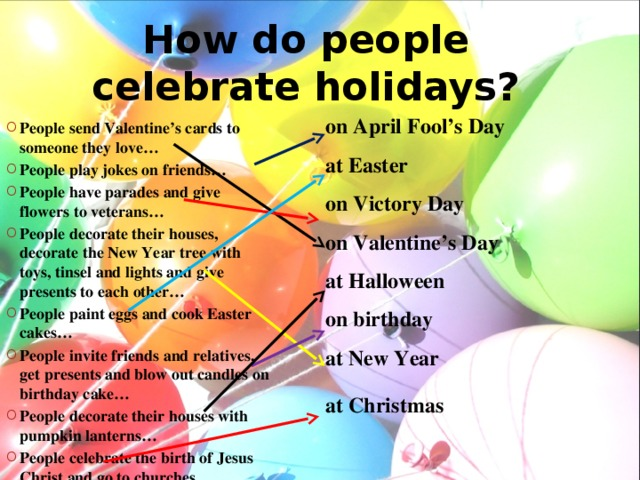 How do people
celebrate holidays?
People send Valentine’s cards to
someone they love…
People play jokes on friends…
People have parades and give
flowers to veterans…
People decorate their houses,
decorate the New Year tree with
toys, tinsel and lights and give
presents to each other…
People paint eggs and cook Easter
cakes…
People invite friends and relatives,
get presents and blow out candles on
birthday cake…
People decorate their houses with
pumpkin lanterns…
People celebrate the birth of Jesus
Christ and go to churches
on April Fool’s Day
at Easter
on Victory Day
on Valentine’s Day
at Halloween
on birthday
at New Year
at Christmas